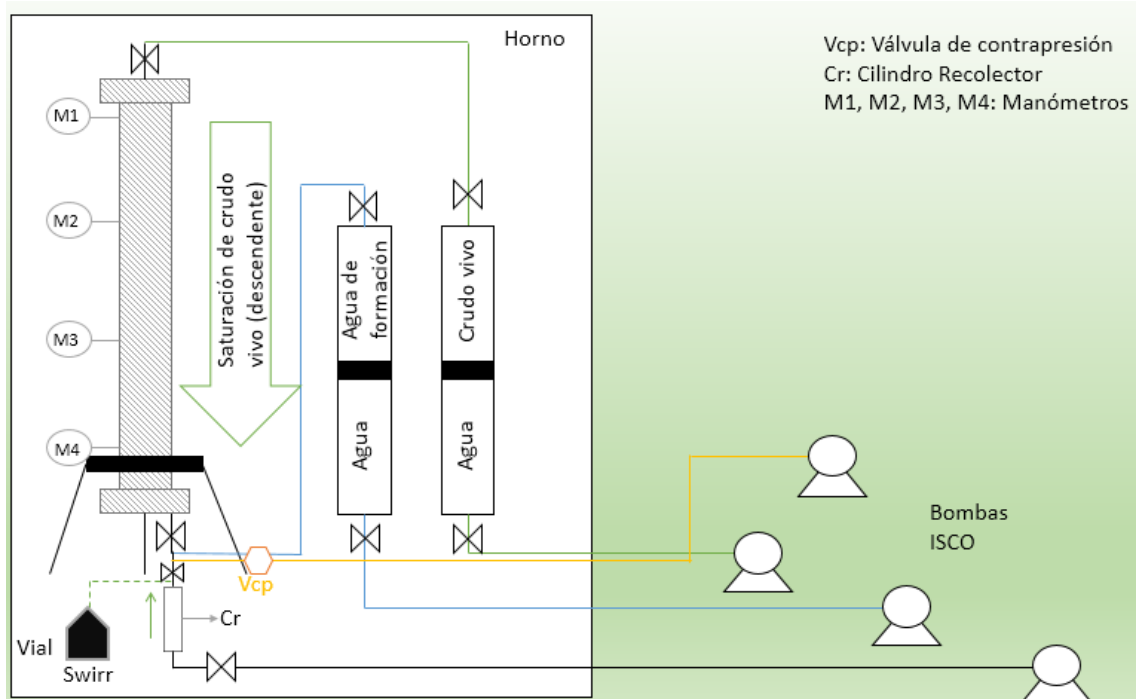 Horno
Vcp: Válvula de contrapresión
Cr: Cilindro Recolector
M1, M2, M3, M4: Manómetros
M1
M2
M3
M4
Saturación de crudo
vivo (descendente)
Agua de
formación
Agua
Crudo vivo
Agua
Bombas
ISCO
Vcp
Cr
Vial
Swirr